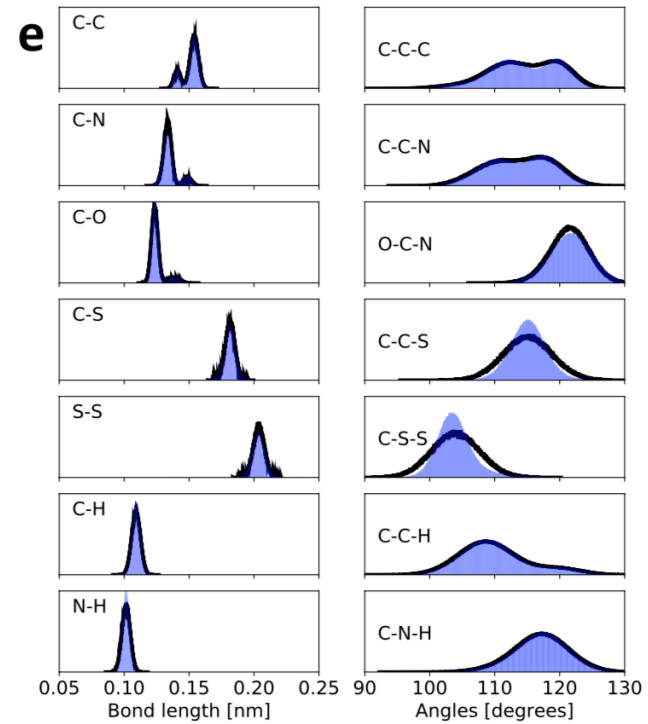 e
C-C
C-C-C
C-N
C-C-N
C-O
O-C-N
C-S
C-C-S
S-S
C-S-S
C-H
C-C-H
N-H
C-N-H
0.05 0.10 0.15 0.20 0.25
90 100 110 120 130
Bond length [nm]
Angles [degrees]